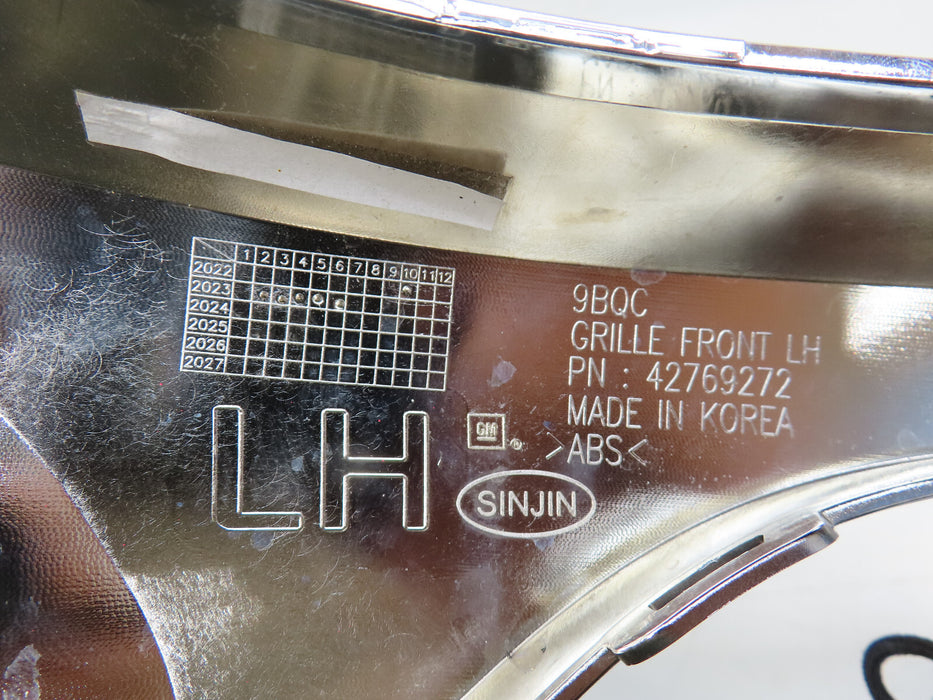 1 2 3 4 5 6 7 8 9 10 11 12
2022
2023
2024
2025
2026
2027
9BQC
GRILLE FRONT LH
PN : 42769272
MADE IN KOREA
>ABS<
LH
GM ®
SINJIN